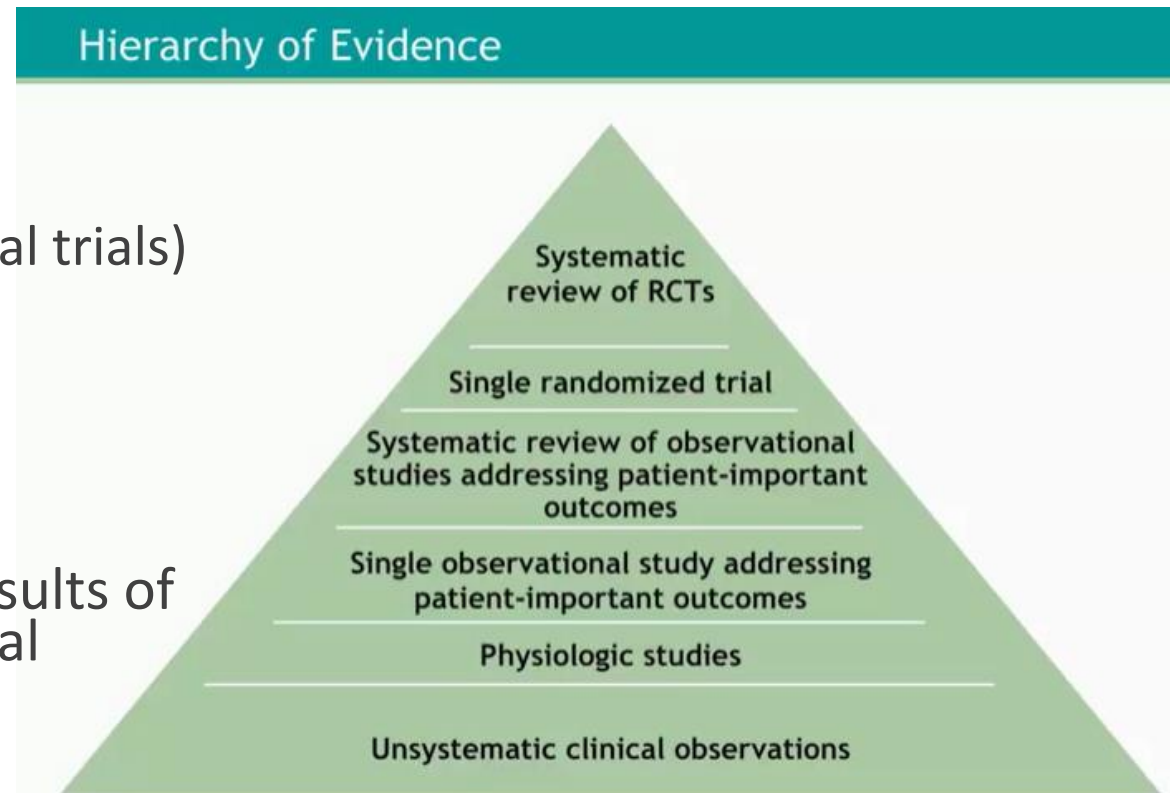 Hierarchy of Evidence
al trials)
sults of
al
Systematic
review of RCTs
Single randomized trial
Systematic review of observational
studies addressing patient-important
outcomes
Single observational study addressing
patient-important outcomes
Physiologic studies
Unsystematic clinical observations